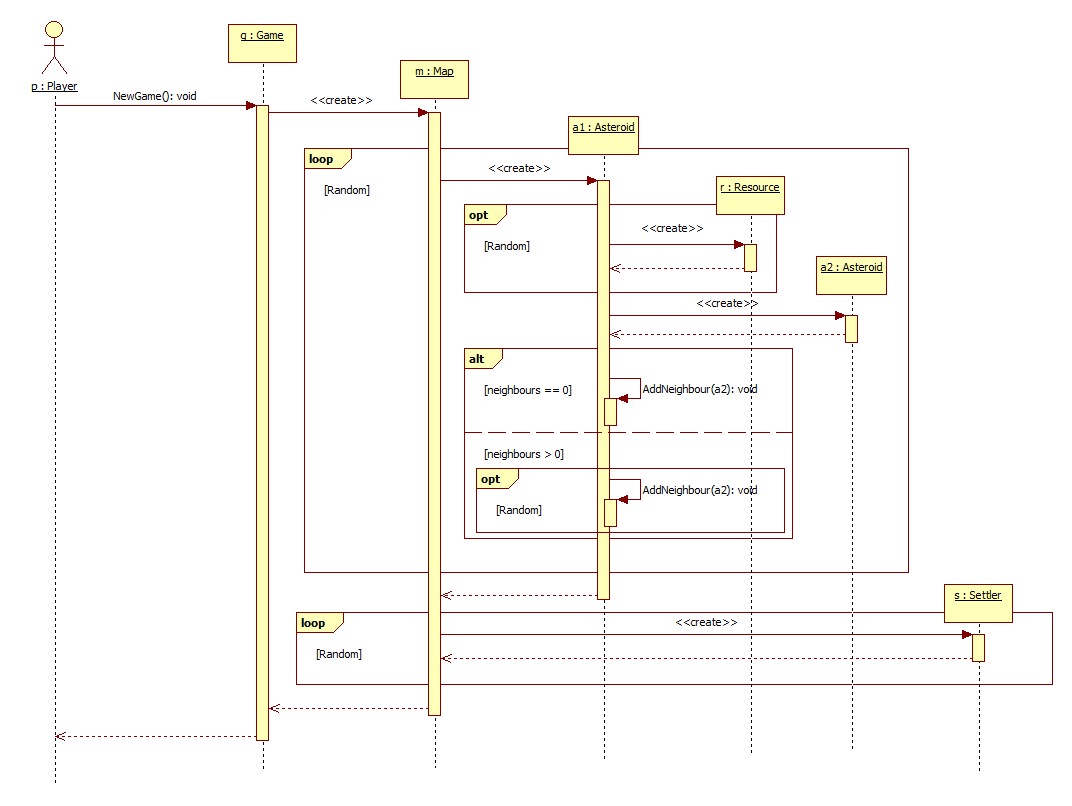 g : Game
m : Map
p : Player
NewGame(): void
<<create>>
a1 : Asteroid
loop
<<create>>
[Random]
r : Resource
opt
<<create>>
[Random]
a2 : Asteroid
<<create>>
alt
[neighbours == 0]
AddNeighbour(a2): void
[neighbours > 0]
opt
AddNeighbour(a2): void
[Random]
s : Settler
loop
<<create>>
[Random]